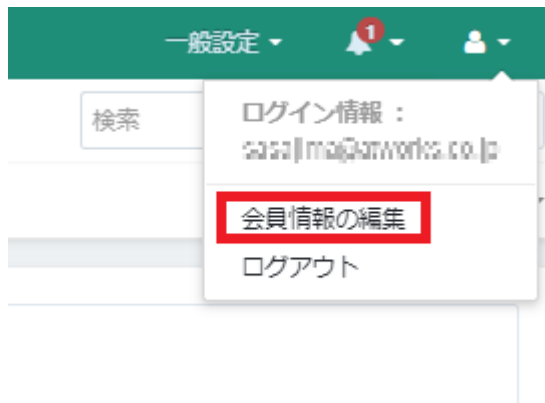 一般設定
1
検索
ログイン情報 :
会員情報の編集
ログアウト